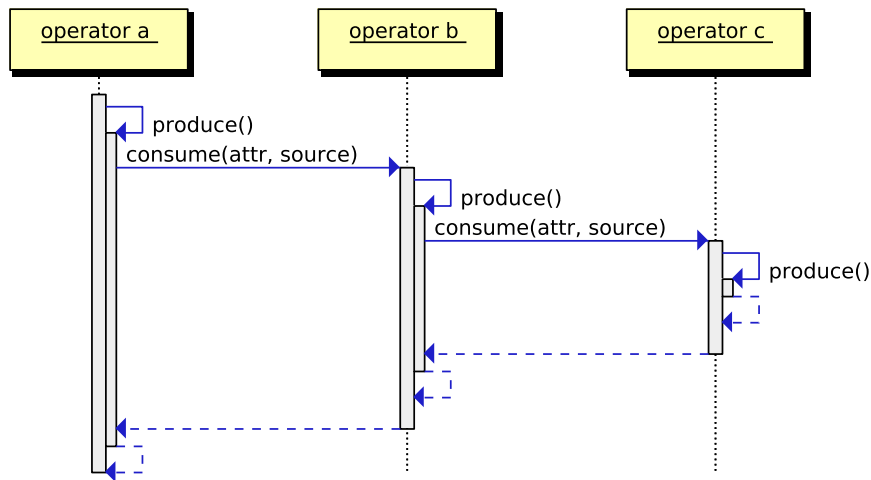 operator a
operator b
operator c
produce()
consume(attr, source)
produce()
consume(attr, source)
produce()